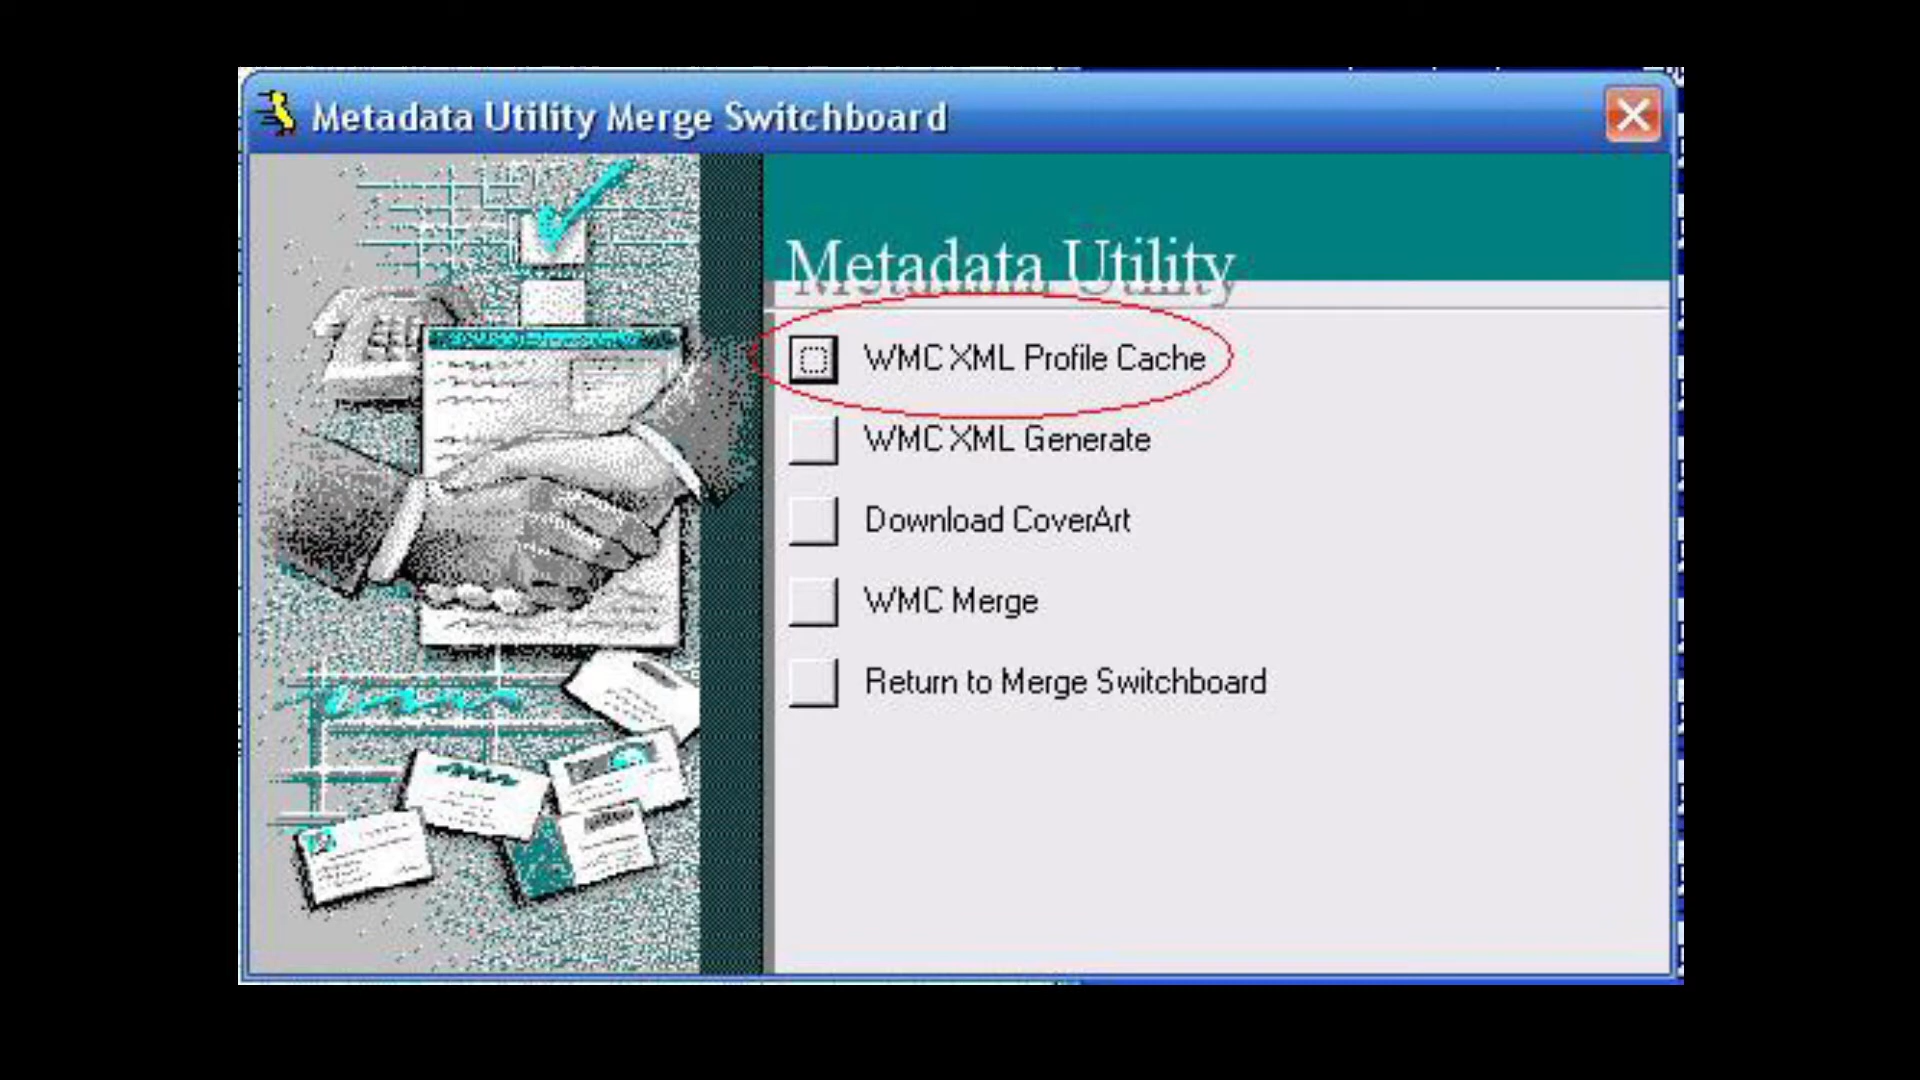 Metadata Utility Merge Switchboard
Metadata Utility
WMC XML Profile Cache
WMC XML Generate
Download CoverArt
WMC Merge
Return to Merge Switchboard